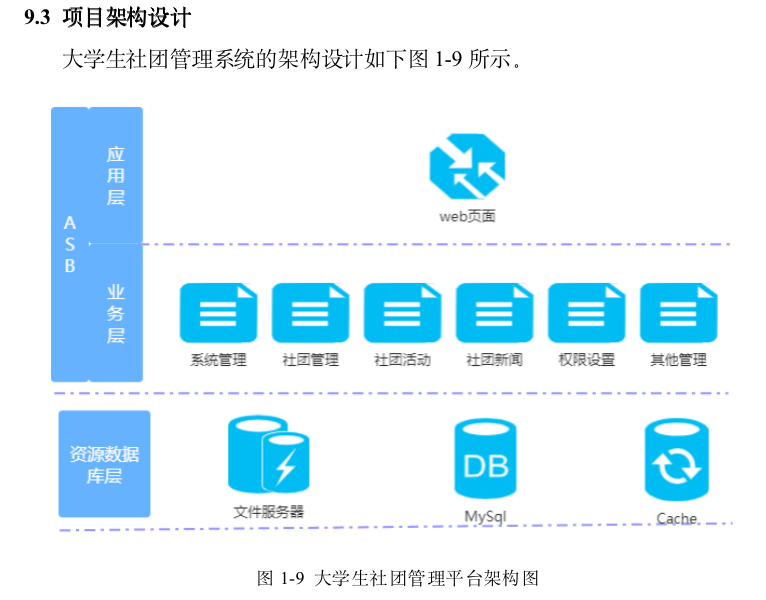 9.3 项目架构设计
大学生社团管理系统的架构设计如下图 1-9 所示。
ASB
应用层
web页面
业务层
系统管理 社团管理 社团活动 社团新闻 权限设置 其他管理
资源数据
库层
DB
文件服务器 MySql Cache
图 1-9 大学生社团管理平台架构图